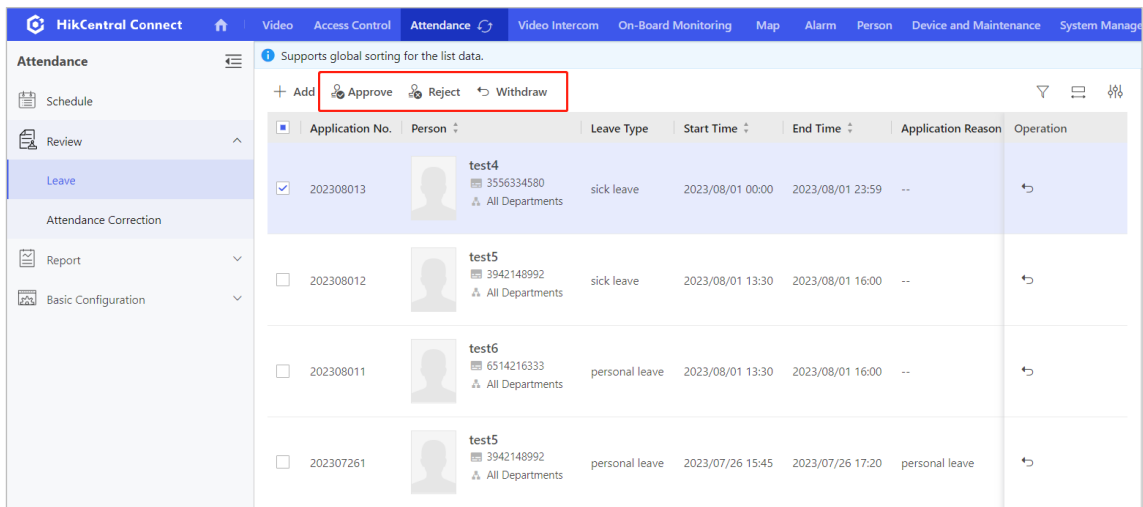 HikCentral Connect Video Access Control Attendance Video Intercom On-Board Monitoring Map Alarm Person Device and Maintenance System Manage
Attendance
Schedule
Review
Leave
Attendance Correction
Report
Basic Configuration
Supports global sorting for the list data.
Add Approve Reject Withdraw
Application No. Person Leave Type Start Time End Time Application Reason Operation
test4
3556334580
202308013 sick leave 2023/08/01 00:00 2023/08/01 23:59 --
All Departments
test5
3942148992
202308012 sick leave 2023/08/01 13:30 2023/08/01 16:00 --
All Departments
test6
6514216333
202308011 personal leave 2023/08/01 13:30 2023/08/01 16:00 --
All Departments
test5
3942148992
202307261 personal leave 2023/07/26 15:45 2023/07/26 17:20 personal leave
All Departments